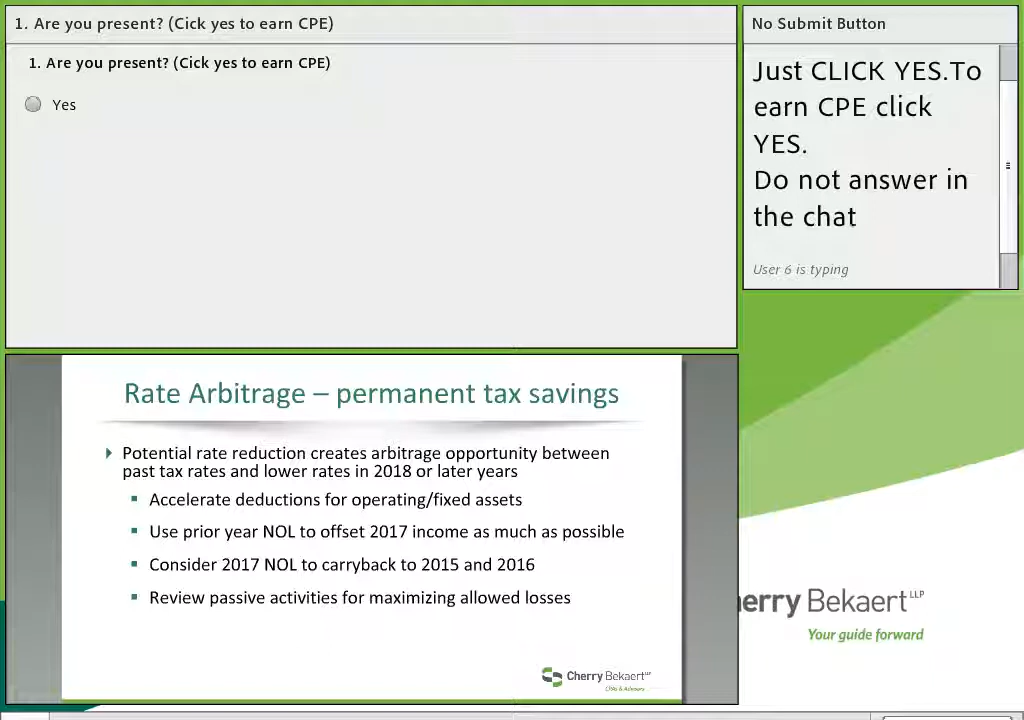 1. Are you present? (Cick yes to earn CPE)
1. Are you present? (Cick yes to earn CPE)
Yes
No Submit Button
Just CLICK YES.To
earn CPE click
YES.
Do not answer in
the chat
User 6 is typing
Rate Arbitrage – permanent tax savings
Potential rate reduction creates arbitrage opportunity between
past tax rates and lower rates in 2018 or later years
Accelerate deductions for operating/fixed assets
Use prior year NOL to offset 2017 income as much as possible
Consider 2017 NOL to carryback to 2015 and 2016
Review passive activities for maximizing allowed losses
Cherry Bekaert LLP
CPAs & Advisors
erry Bekaert LLP
Your guide forward